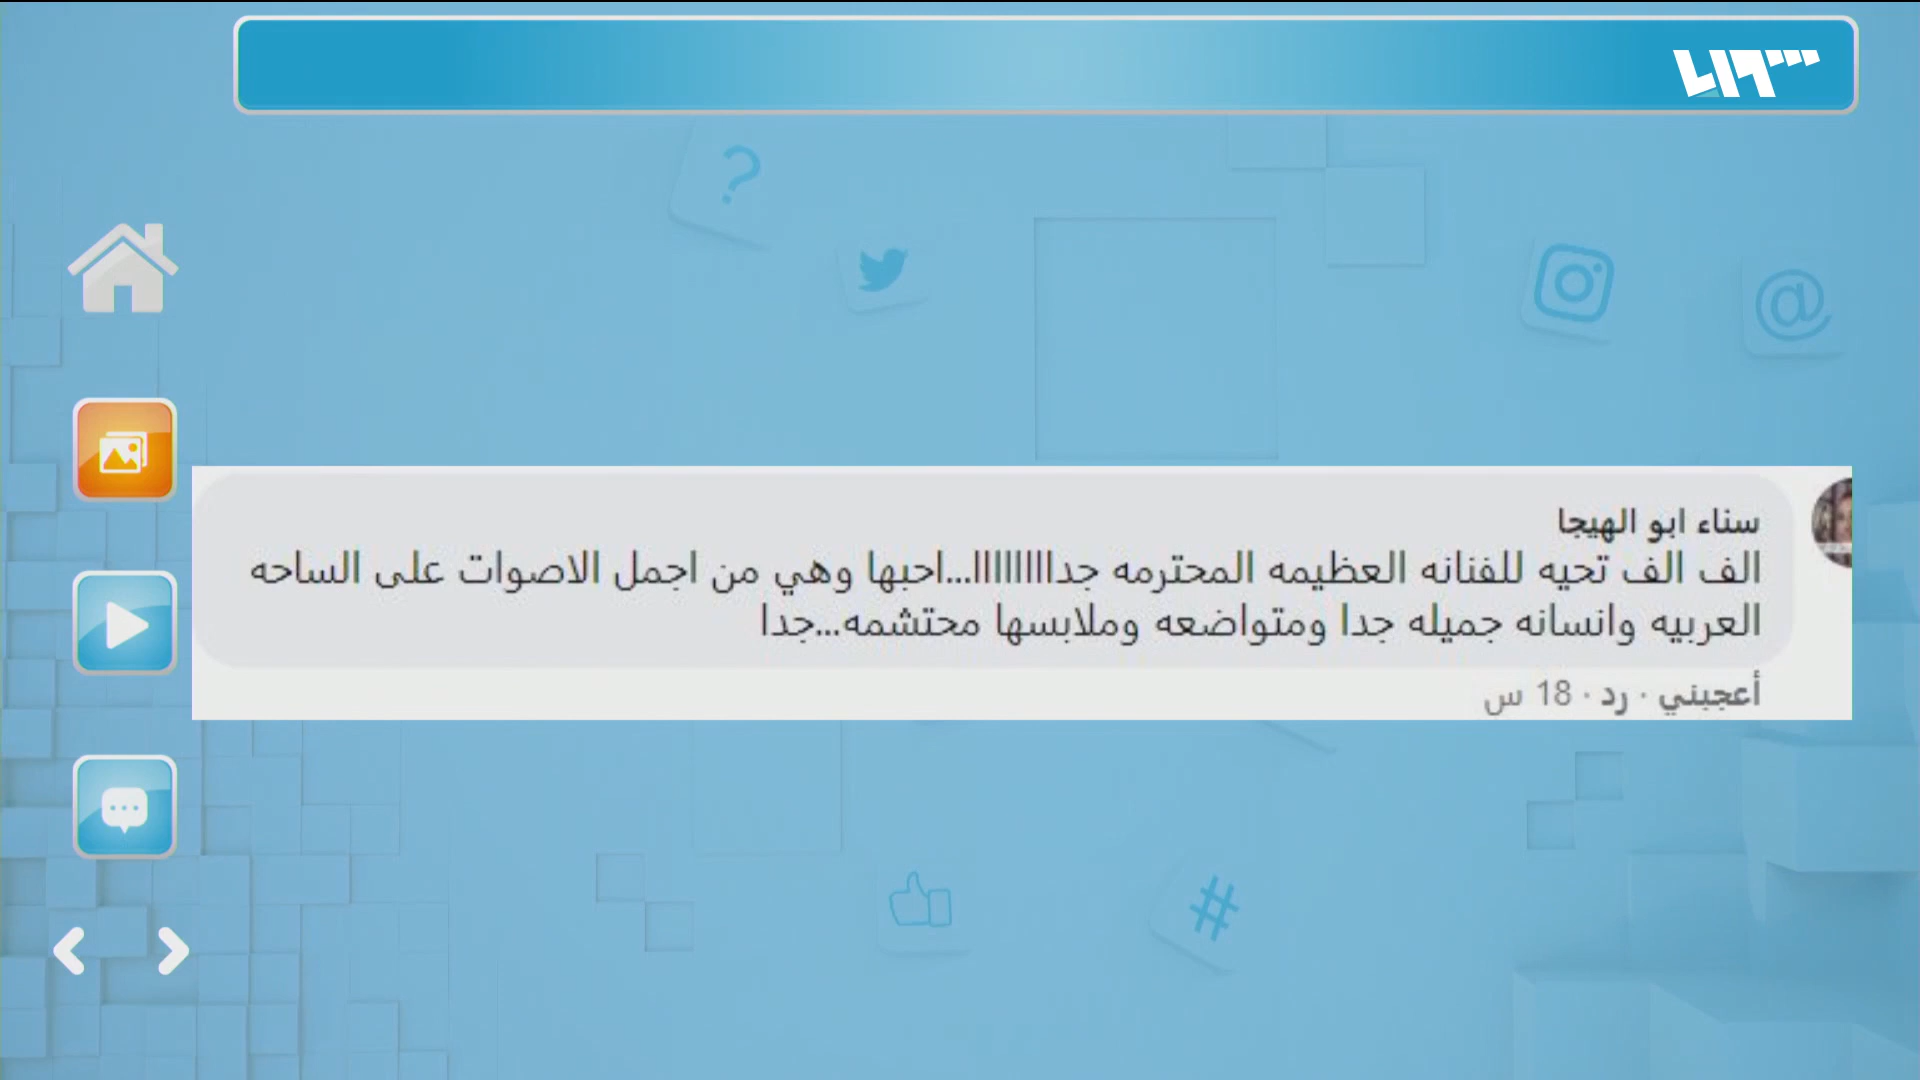 سناء ابو الهيجا
الف الف تحيه للفنانه العظيمه المحترمه جدااااااااا...احبها وهي من اجمل الاصوات على الساحه
العربيه وانسانه جميله جدا ومتواضعه وملابسها محتشمه...جدا
أعجبني · رد · 18 س